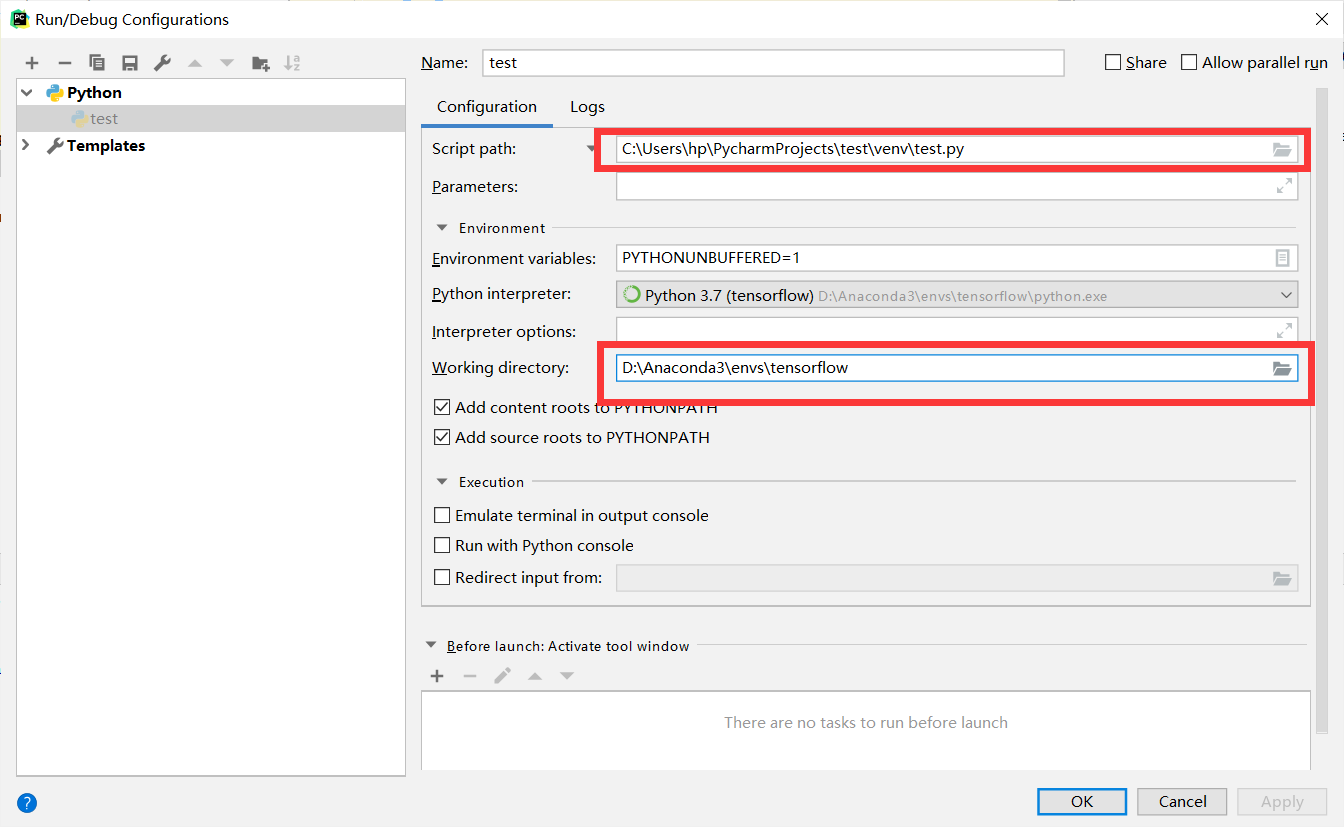 Run/Debug Configurations
Name: test
Share
Allow parallel run
Python
test
Templates
Configuration Logs
Script path: C:\Users\hp\PycharmProjects\test\venv\test.py
Parameters:
Environment
Environment variables: PYTHONUNBUFFERED=1
Python interpreter: Python 3.7 (tensorflow) D:\Anaconda3\envs\tensorflow\python.exe
Interpreter options:
Working directory: D:\Anaconda3\envs\tensorflow
Add content roots to PYTHONPATH
Add source roots to PYTHONPATH
Execution
Emulate terminal in output console
Run with Python console
Redirect input from:
Before launch: Activate tool window
There are no tasks to run before launch
OK Cancel Apply